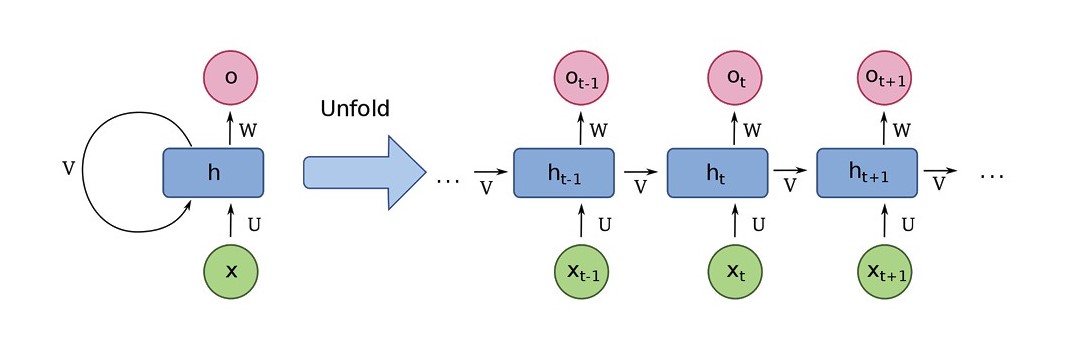 o o_{t-1} o_t o_{t+1}
Unfold
W W W W
V h ... V h_{t-1} V h_t V h_{t+1} V ...
U U U U
x x_{t-1} x_t x_{t+1}